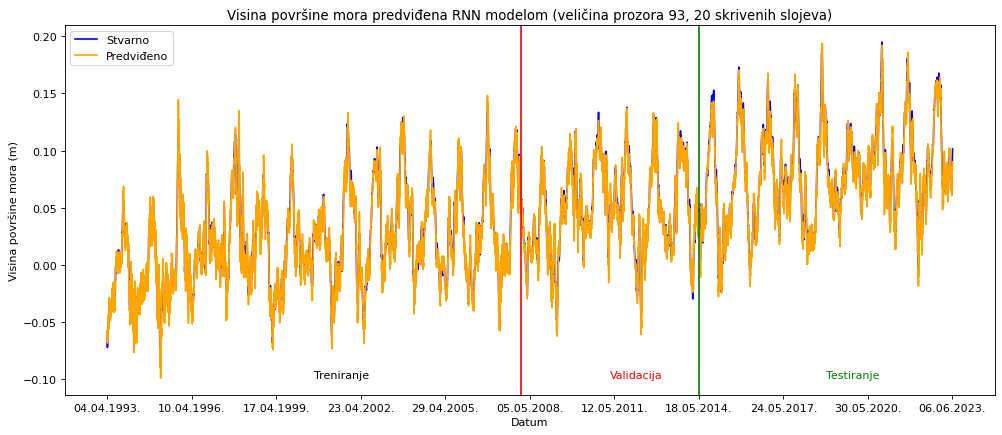 Visina površine mora predviđena RNN modelom (veličina prozora 93, 20 skrivenih slojeva)
Stvarno
Predviđeno
Visina površine mora (m)
0.20
0.15
0.10
0.05
0.00
−0.05
−0.10
Treniranje
Validacija
Testiranje
04.04.1993.
10.04.1996.
17.04.1999.
23.04.2002.
29.04.2005.
05.05.2008.
12.05.2011.
18.05.2014.
24.05.2017.
30.05.2020.
06.06.2023.
Datum